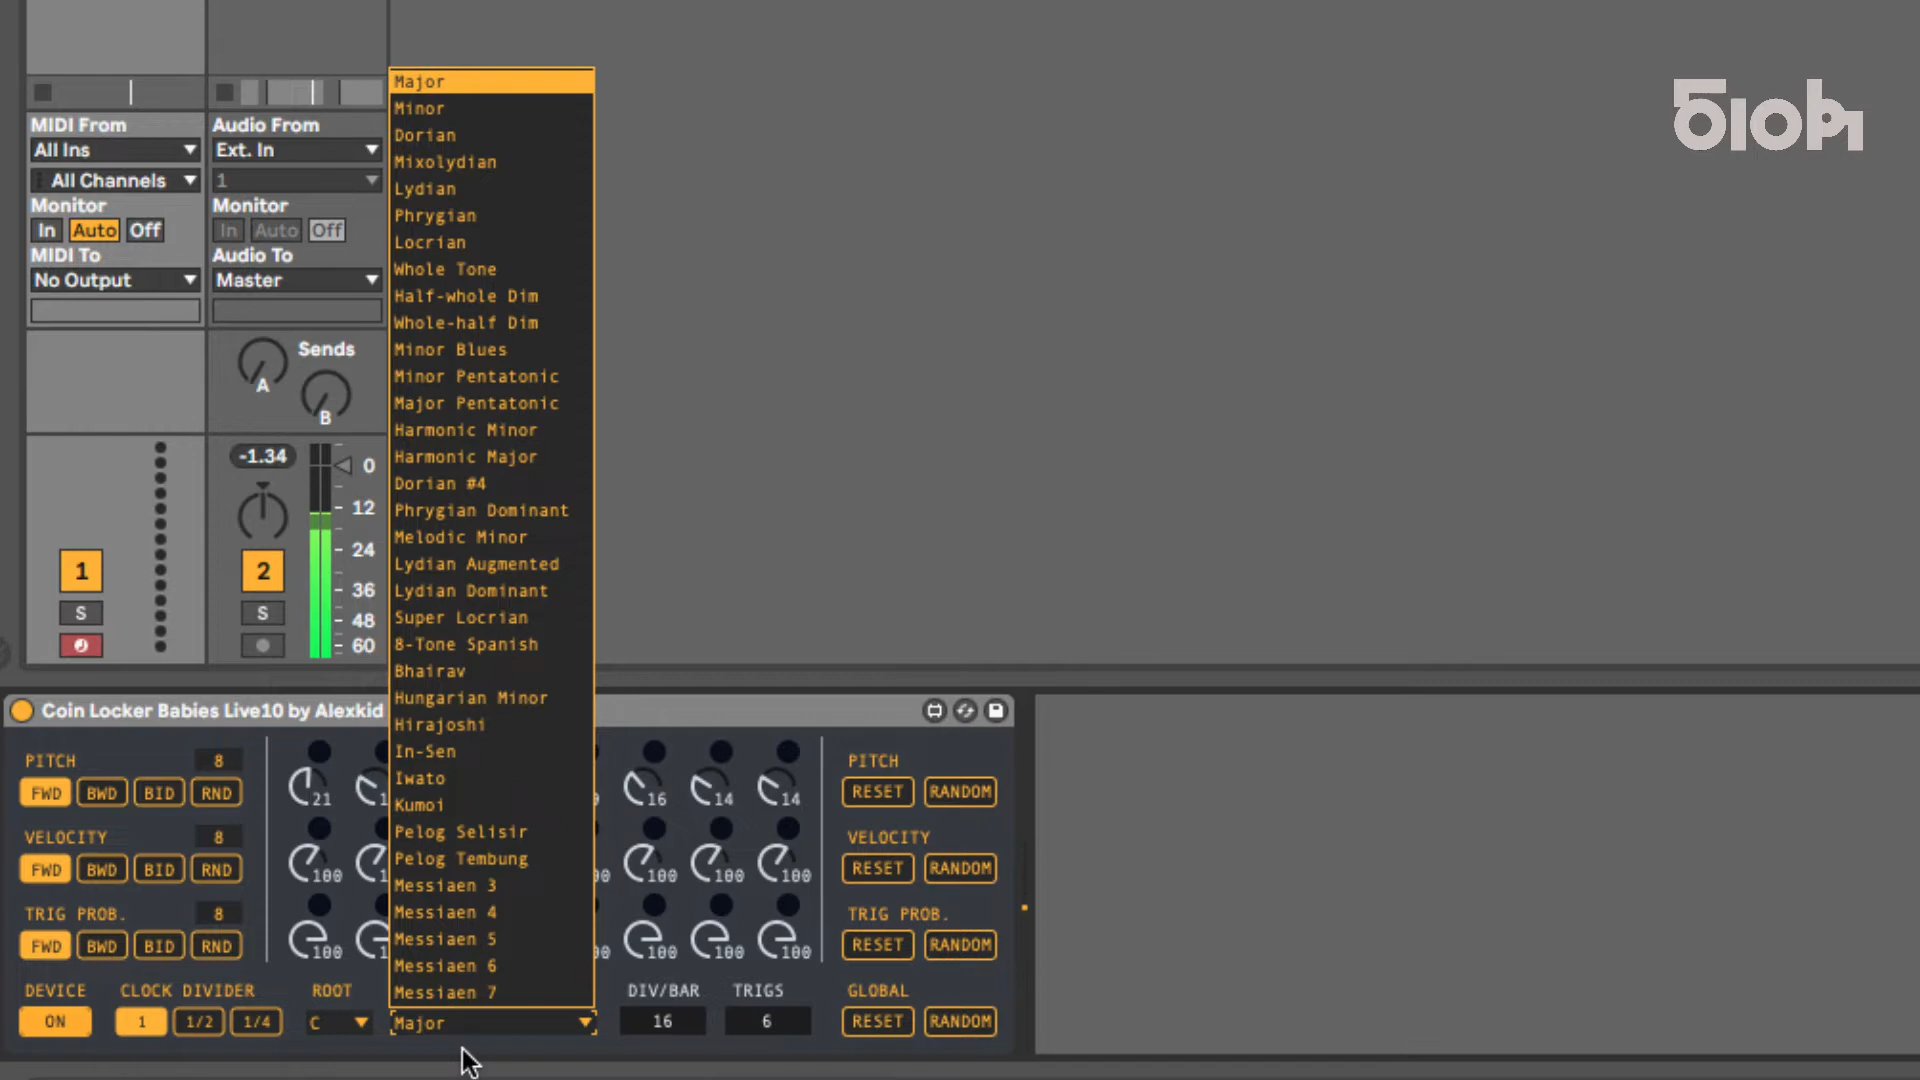 MIDI From
All Ins
All Channels
Monitor
In Auto Off
MIDI To
No Output
Audio From
Ext. In
1
Monitor
In Auto Off
Audio To
Master
Sends
A
B
-1.34
0
12
24
36
48
60
1
S
2
S
Major
Minor
Dorian
Mixolydian
Lydian
Phrygian
Locrian
Whole Tone
Half-whole Dim
Whole-half Dim
Minor Blues
Minor Pentatonic
Major Pentatonic
Harmonic Minor
Harmonic Major
Dorian #4
Phrygian Dominant
Melodic Minor
Lydian Augmented
Lydian Dominant
Super Locrian
8-Tone Spanish
Bhairav
Hungarian Minor
Hirajoshi
In-Sen
Iwato
Kumoi
Pelog Selisir
Pelog Tembung
Messiaen 3
Messiaen 4
Messiaen 5
Messiaen 6
Messiaen 7
Coin Locker Babies Live10 by Alexkid
PITCH 8
FWD BWD BID RND
VELOCITY 8
FWD BWD BID RND
TRIG PROB. 8
FWD BWD BID RND
21 16 14 14
100 100 100 100
100 100 100 100
PITCH
RESET RANDOM
VELOCITY
RESET RANDOM
TRIG PROB.
RESET RANDOM
DEVICE CLOCK DIVIDER ROOT DIV/BAR TRIGS GLOBAL
ON 1 1/2 1/4 C Major 16 6 RESET RANDOM